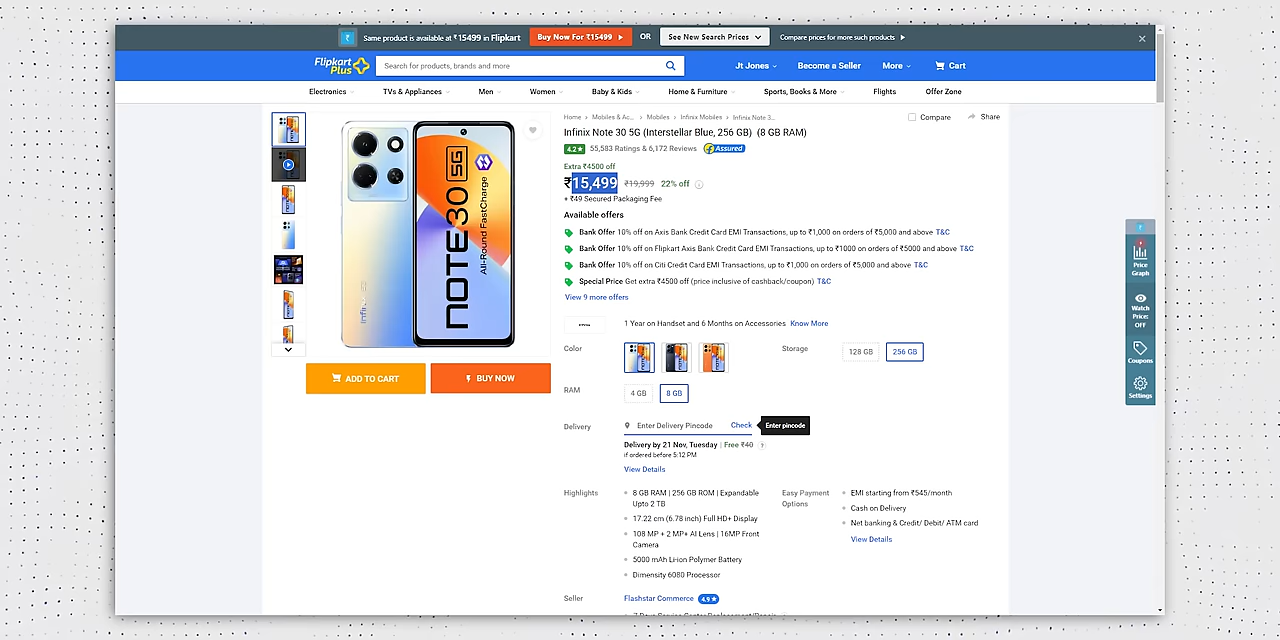 Same product is available at ₹15499 in Flipkart
Buy Now For ₹15499
OR
See New Search Prices
Compare prices for more such products
Flipkart Plus
Search for products, brands and more
Jt Jones
Become a Seller
More
Cart
Electronics
TVs & Appliances
Men
Women
Baby & Kids
Home & Furniture
Sports, Books & More
Flights
Offer Zone
Home
Mobiles & Ac...
Mobiles
Infinix Mobiles
Infinix Note 3...
Compare
Share
Infinix Note 30 5G (Interstellar Blue, 256 GB) (8 GB RAM)
4.2★ 55,583 Ratings & 6,172 Reviews Assured
Extra ₹4500 off
₹15,499 ₹19,999 22% off
+ ₹49 Secured Packaging Fee
Available offers
Bank Offer 10% off on Axis Bank Credit Card EMI Transactions, up to ₹1,000 on orders of ₹5,000 and above T&C
Bank Offer 10% off on Flipkart Axis Bank Credit Card EMI Transactions, up to ₹1000 on orders of ₹5000 and above T&C
Bank Offer 10% off on Citi Credit Card EMI Transactions, up to ₹1,000 on orders of ₹5,000 and above T&C
Special Price Get extra ₹4500 off (price inclusive of cashback/coupon) T&C
View 9 more offers
NOTE30 5G
All-Round FastCharge
Infinix
ADD TO CART
BUY NOW
1 Year on Handset and 6 Months on Accessories Know More
Color
Storage
128 GB
256 GB
RAM
4 GB
8 GB
Delivery
Enter Delivery Pincode
Check
Enter pincode
Delivery by 21 Nov, Tuesday | Free ₹40 ?
if ordered before 5:12 PM
View Details
Highlights
8 GB RAM | 256 GB ROM | Expandable
Upto 2 TB
17.22 cm (6.78 inch) Full HD+ Display
108 MP + 2 MP+ AI Lens | 16MP Front
Camera
5000 mAh Li-ion Polymer Battery
Dimensity 6080 Processor
Easy Payment
Options
EMI starting from ₹545/month
Cash on Delivery
Net banking & Credit/ Debit/ ATM card
View Details
Seller
Flashstar Commerce 4.9★
Price
Graph
Watch
Price:
OFF
Coupons
Settings